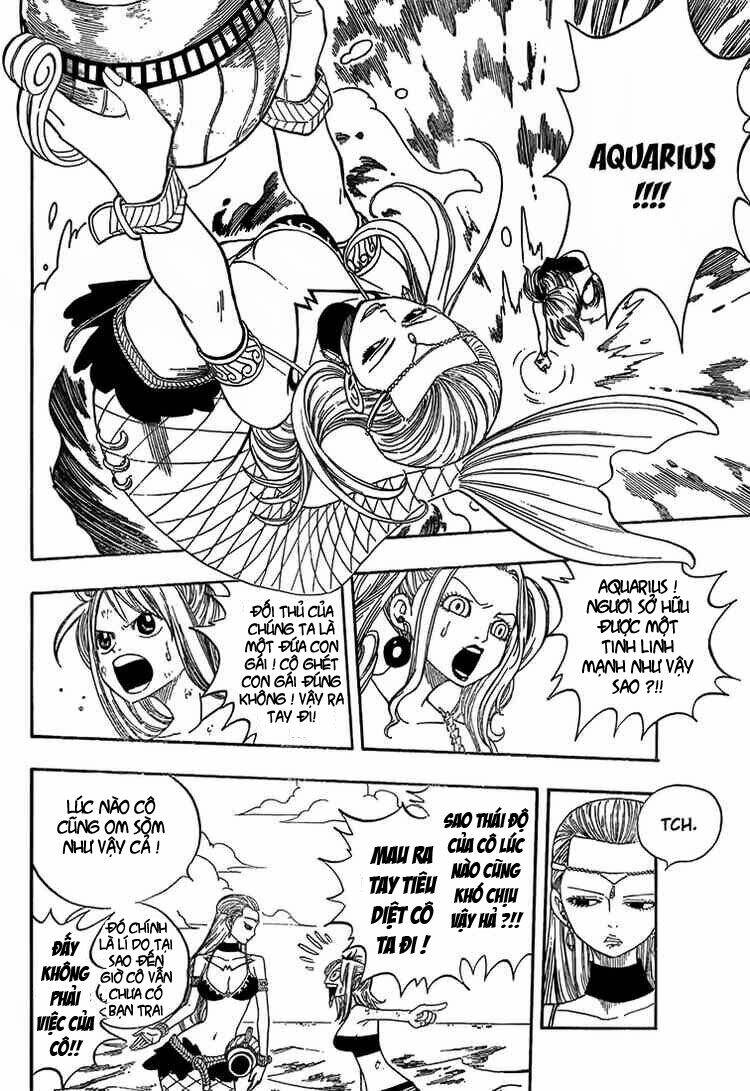 AQUARIUS
!!!!
AQUARIUS !
NGƯƠI SỞ HỮU
ĐƯỢC MỘT
TINH LINH
MẠNH NHƯ VẬY
SAO ?!!
ĐỐI THỦ CỦA
CHÚNG TA LÀ
MỘT ĐỨA CON
GÁI ! CÔ GHÉT
CON GÁI ĐÚNG
KHÔNG ! VẬY RA
TAY ĐI!
TCH.
SAO THÁI ĐỘ
CỦA CÔ LÚC
NÀO CŨNG
KHÓ CHỊU
VẬY HẢ ?!!
MAU RA
TAY TIÊU
DIỆT CÔ
TA ĐI !
LÚC NÀO CÔ
CŨNG OM SÒM
NHƯ VẬY CẢ !
ĐÓ CHÍNH
LÀ LÍ DO TẠI
SAO ĐẾN
GIỜ CÔ VẪN
CHƯA CÓ
BẠN TRAI
ĐẤY
KHÔNG
PHẢI
VIỆC CỦA
CÔ!!